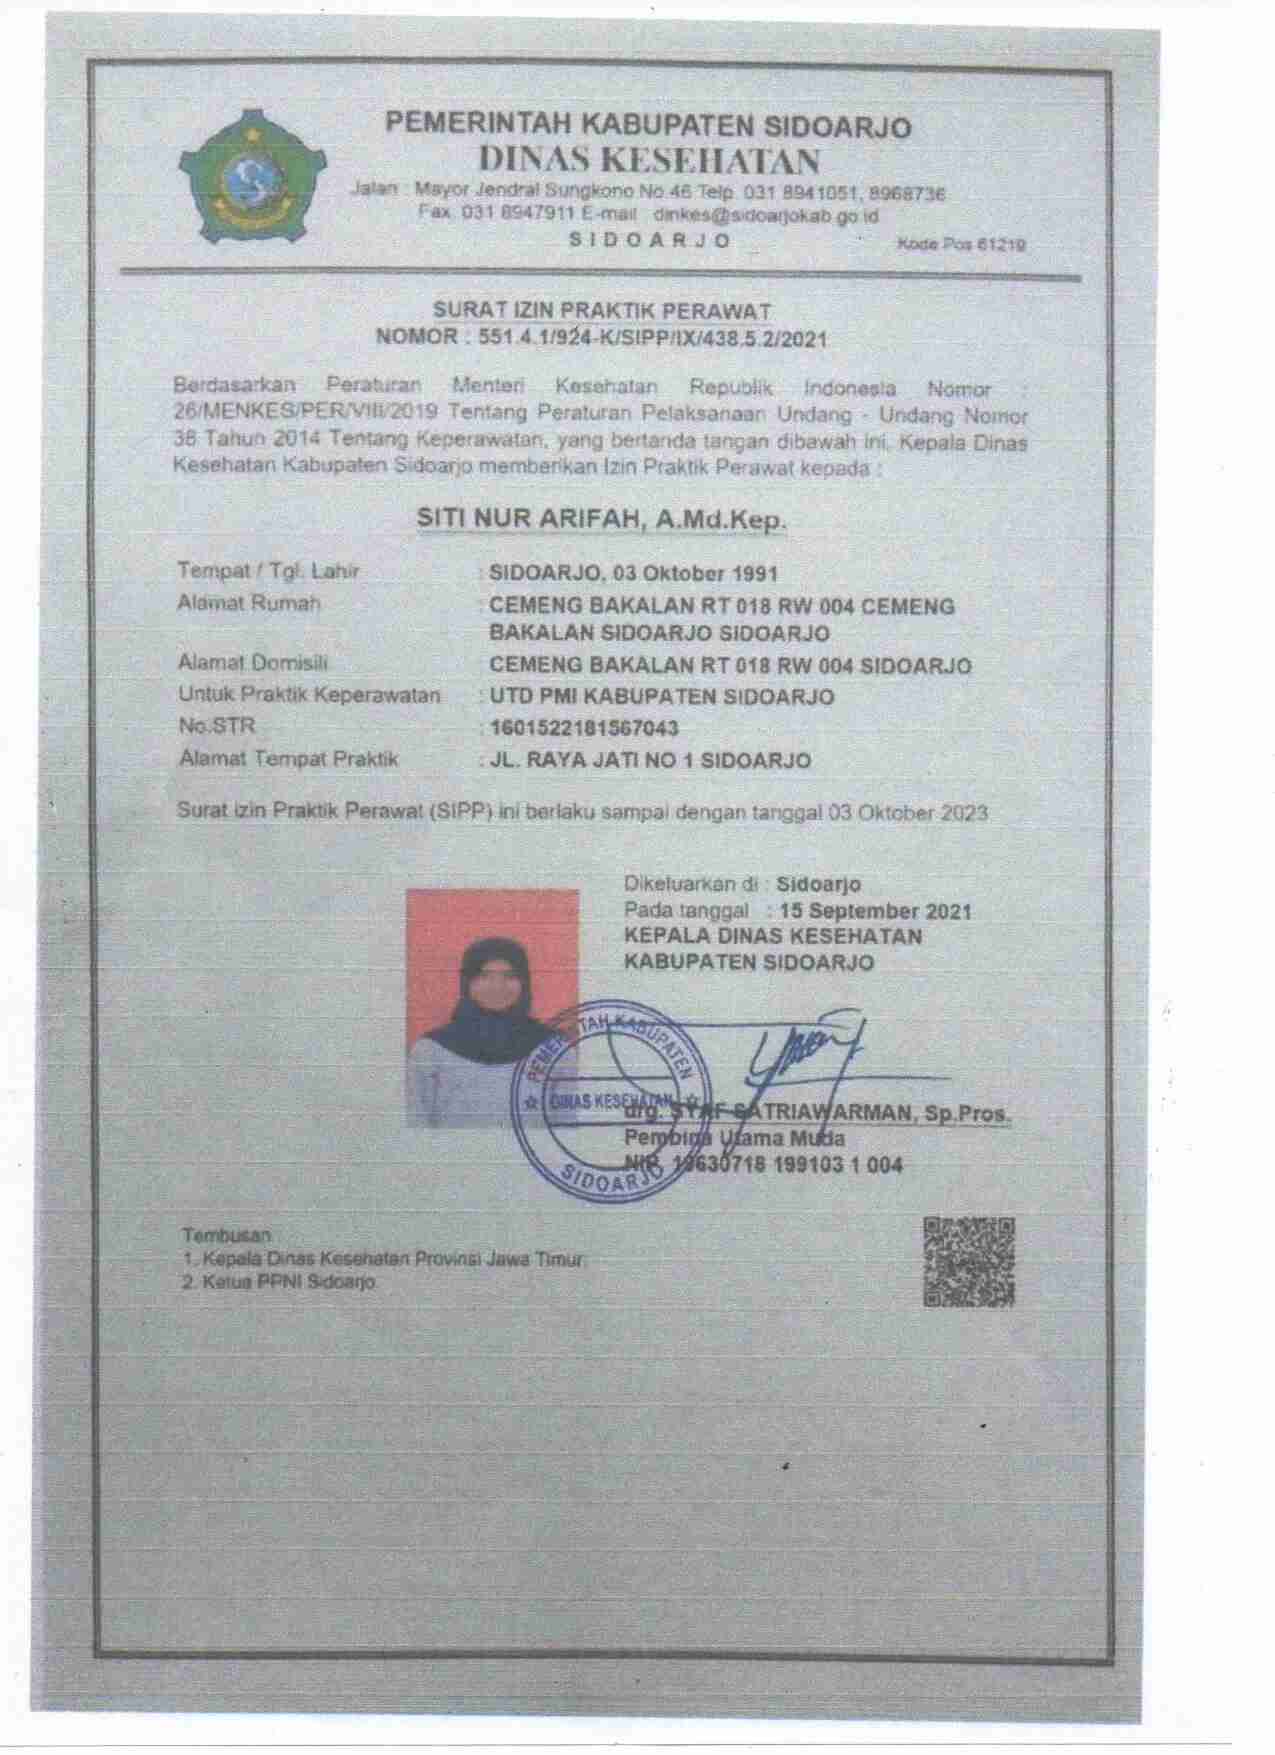 PEMERINTAH KABUPATEN SIDOARJO
DINAS KESEHATAN
Jalan : Mayor Jendral Sungkono No.46 Telp. 031 8941051, 8968736
Fax. 031 8947911 E-mail : dinkes@sidoarjokab.go.id
S I D O A R J O Kode Pos 61219
SURAT IZIN PRAKTIK PERAWAT
NOMOR : 551.4.1/924-K/SIPP/IX/438.5.2/2021
Berdasarkan Peraturan Menteri Kesehatan Republik Indonesia Nomor :
26/MENKES/PER/VIII/2019 Tentang Peraturan Pelaksanaan Undang - Undang Nomor
38 Tahun 2014 Tentang Keperawatan, yang bertanda tangan dibawah ini, Kepala Dinas
Kesehatan Kabupaten Sidoarjo memberikan Izin Praktik Perawat kepada :
SITI NUR ARIFAH, A.Md.Kep.
Tempat / Tgl. Lahir : SIDOARJO, 03 Oktober 1991
Alamat Rumah : CEMENG BAKALAN RT 018 RW 004 CEMENG
BAKALAN SIDOARJO SIDOARJO
Alamat Domisili : CEMENG BAKALAN RT 018 RW 004 SIDOARJO
Untuk Praktik Keperawatan : UTD PMI KABUPATEN SIDOARJO
No.STR : 1601522181567043
Alamat Tempat Praktik : JL. RAYA JATI NO 1 SIDOARJO
Surat Izin Praktik Perawat (SIPP) ini berlaku sampai dengan tanggal 03 Oktober 2023
Dikeluarkan di : Sidoarjo
Pada tanggal : 15 September 2021
KEPALA DINAS KESEHATAN
KABUPATEN SIDOARJO
PEMERINTAH KABUPATEN
DINAS KESEHATAN
SIDOARJO
drg. SYAF SATRIAWARMAN, Sp.Pros.
Pembina Utama Muda
NIP. 19630718 199103 1 004
Tembusan
1. Kepala Dinas Kesehatan Provinsi Jawa Timur;
2. Ketua PPNI Sidoarjo.